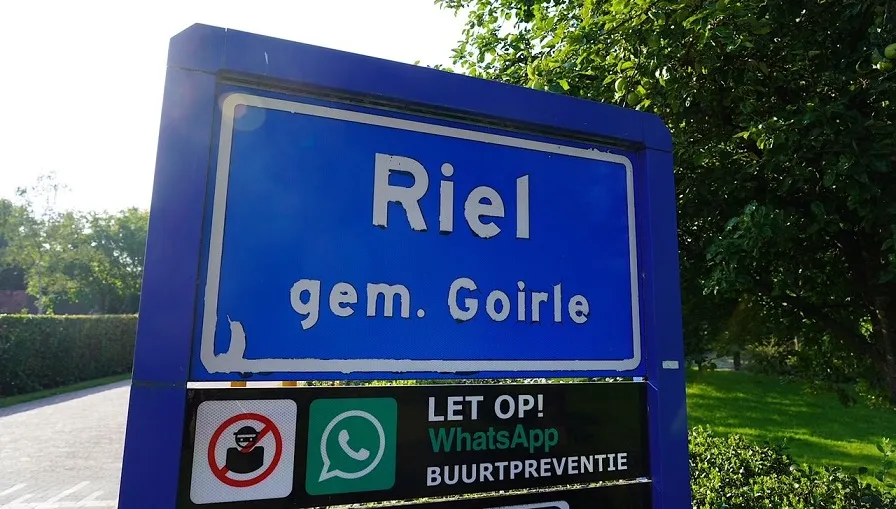 Riel
gem. Goirle
LET OP!
WhatsApp
BUURTPREVENTIE